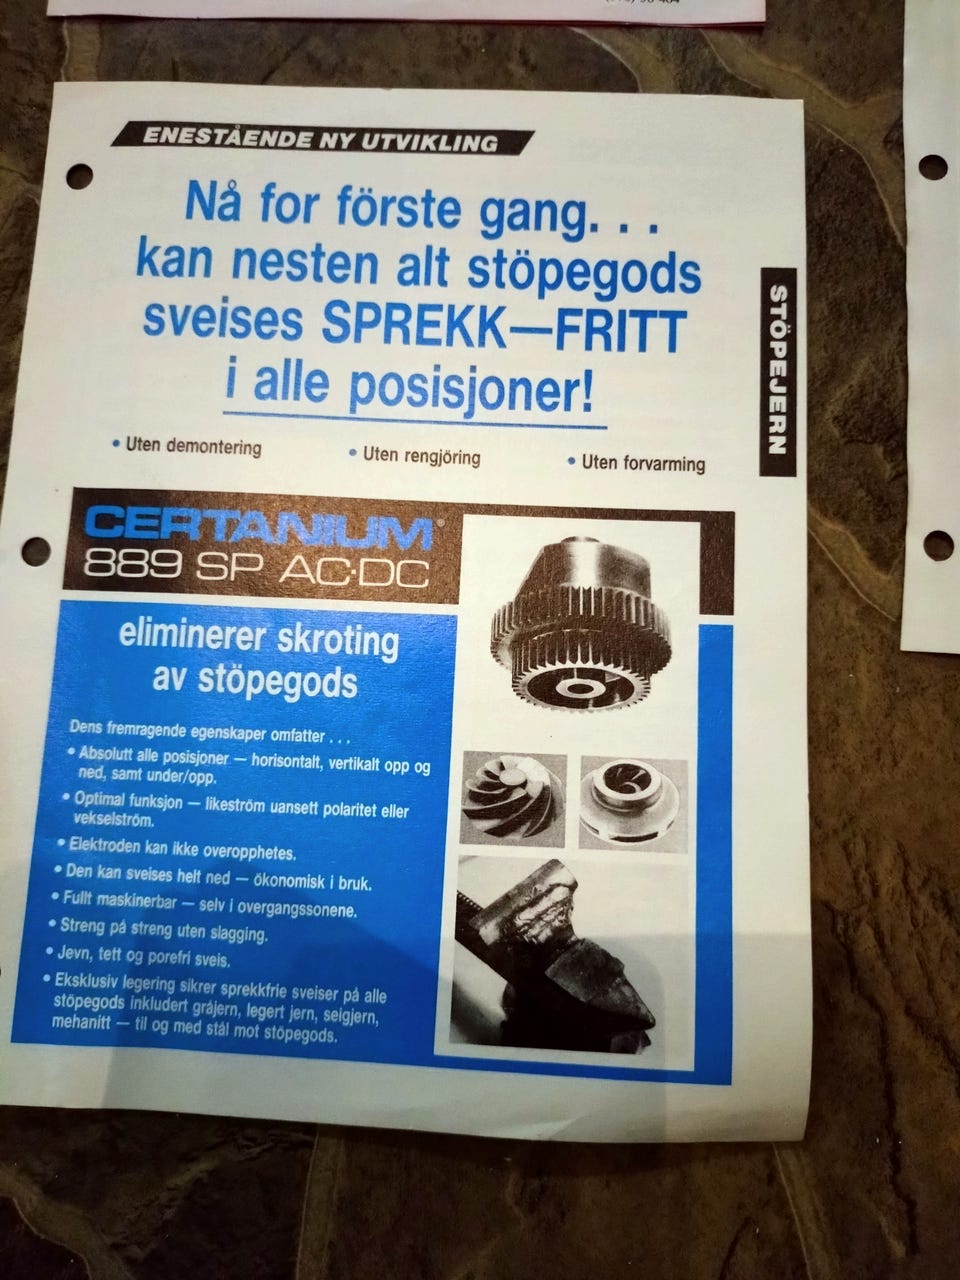 ENESTÅENDE NY UTVIKLING
Nå for förste gang. . .
kan nesten alt stöpegods
sveises SPREKK—FRITT
i alle posisjoner!
• Uten demontering
• Uten rengjöring
• Uten forvarming
STÖPEJERN
CERTANIUM®
889 SP AC·DC
eliminerer skroting
av stöpegods
Dens fremragende egenskaper omfatter . . .
• Absolutt alle posisjoner — horisontalt, vertikalt opp og
ned, samt under/opp.
• Optimal funksjon — likeström uansett polaritet eller
vekselström.
• Elektroden kan ikke overopphetes.
• Den kan sveises helt ned — ökonomisk i bruk.
• Fullt maskinerbar — selv i overgangssonene.
• Streng på streng uten slagging.
• Jevn, tett og porefri sveis.
• Eksklusiv legering sikrer sprekkfrie sveiser på alle
stöpegods inkludert gråjern, legert jern, seigjern,
mehanitt — til og med stål mot stöpegods.